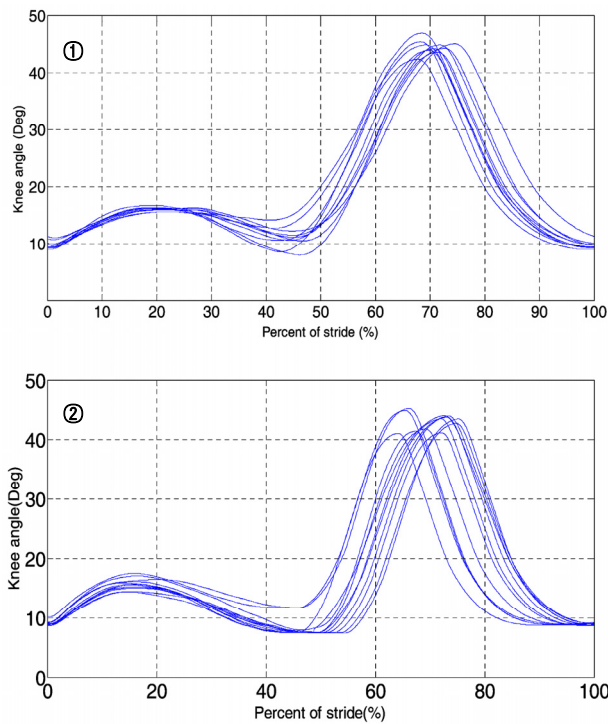 50
①
40
30
20
10
Knee angle (Deg)
0 10 20 30 40 50 60 70 80 90 100
Percent of stride (%)
50
②
40
30
20
10
0
Knee angle(Deg)
0 20 40 60 80 100
Percent of stride(%)